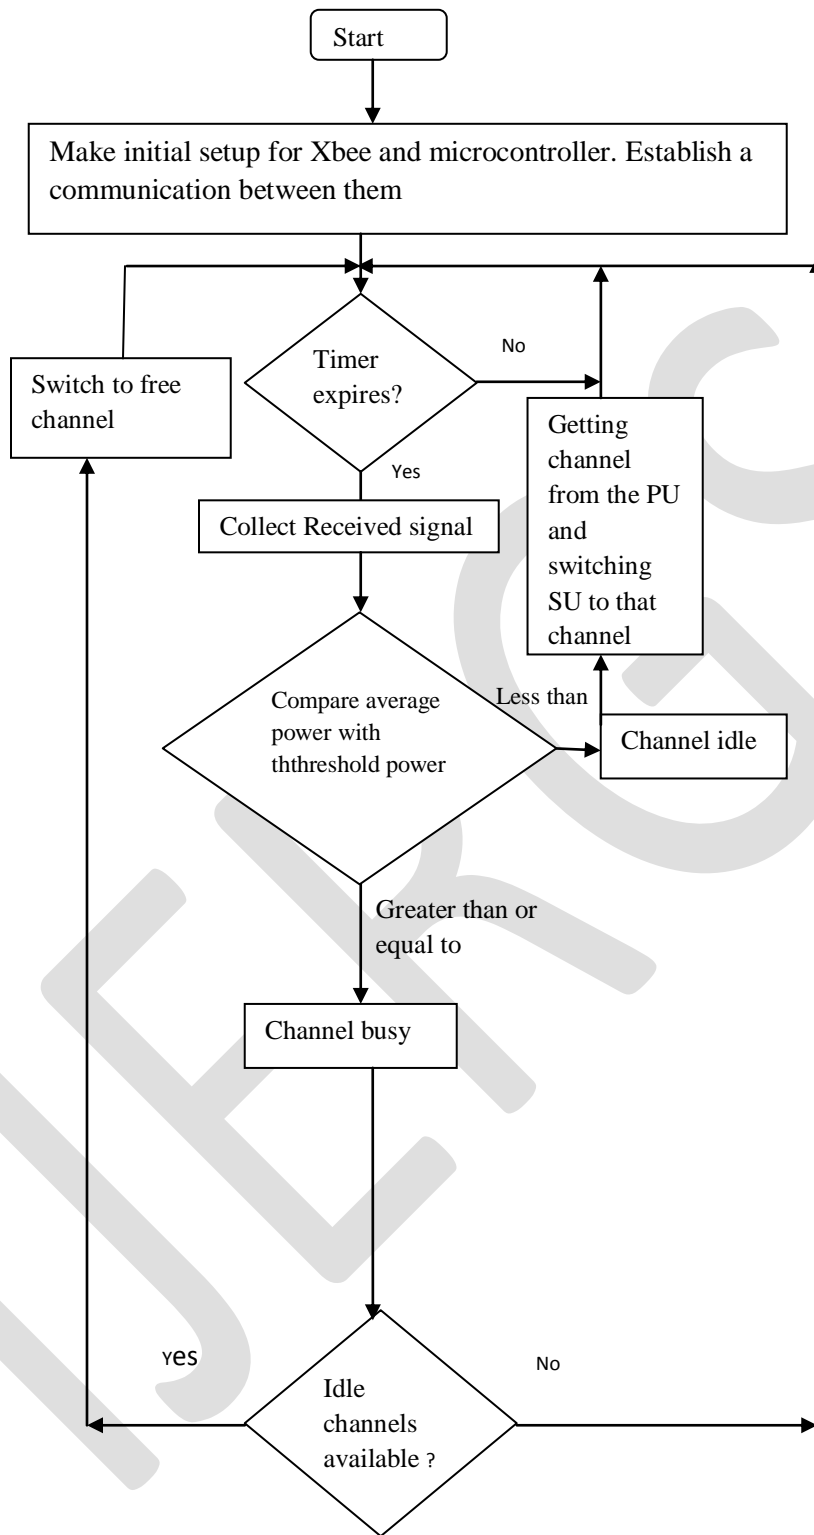 Start
Make initial setup for Xbee and microcontroller. Establish a
communication between them
Timer
expires?
No
Yes
Switch to free
channel
Getting
channel
from the PU
and
switching
SU to that
channel
Collect Received signal
Compare average
power with
ththreshold power
Less than
Channel idle
Greater than or
equal to
Channel busy
Idle
channels
available ?
Yes
No
IJERGS